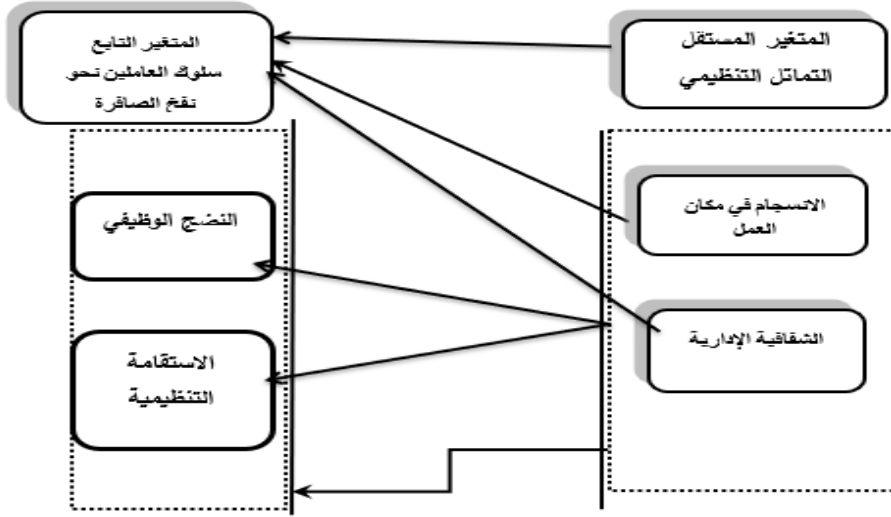 المتغير المستقل
التماثل التنظيمي
الانسجام في مكان
العمل
الشفافية الإدارية
المتغير التابع
سلوك العاملين نحو
نفخ الصافرة
النضج الوظيفي
الاستقامة
التنظيمية